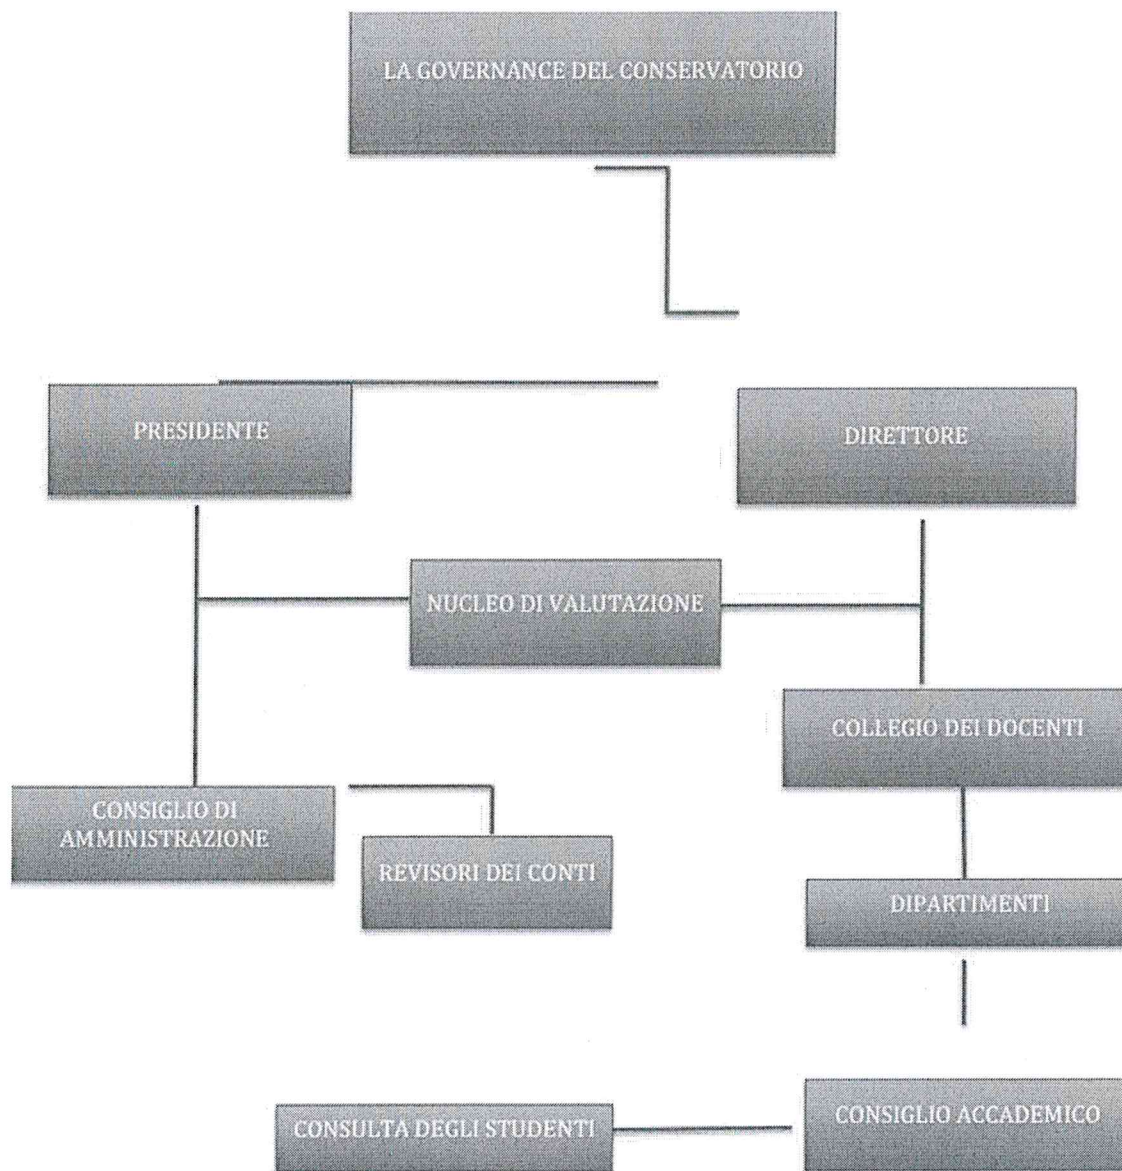 LA GOVERNANCE DEL CONSERVATORIO
PRESIDENTE
DIRETTORE
NUCLEO DI VALUTAZIONE
COLLEGIO DEI DOCENTI
CONSIGLIO DI
AMMINISTRAZIONE
REVISORI DEI CONTI
DIPARTIMENTI
CONSULTA DEGLI STUDENTI
CONSIGLIO ACCADEMICO